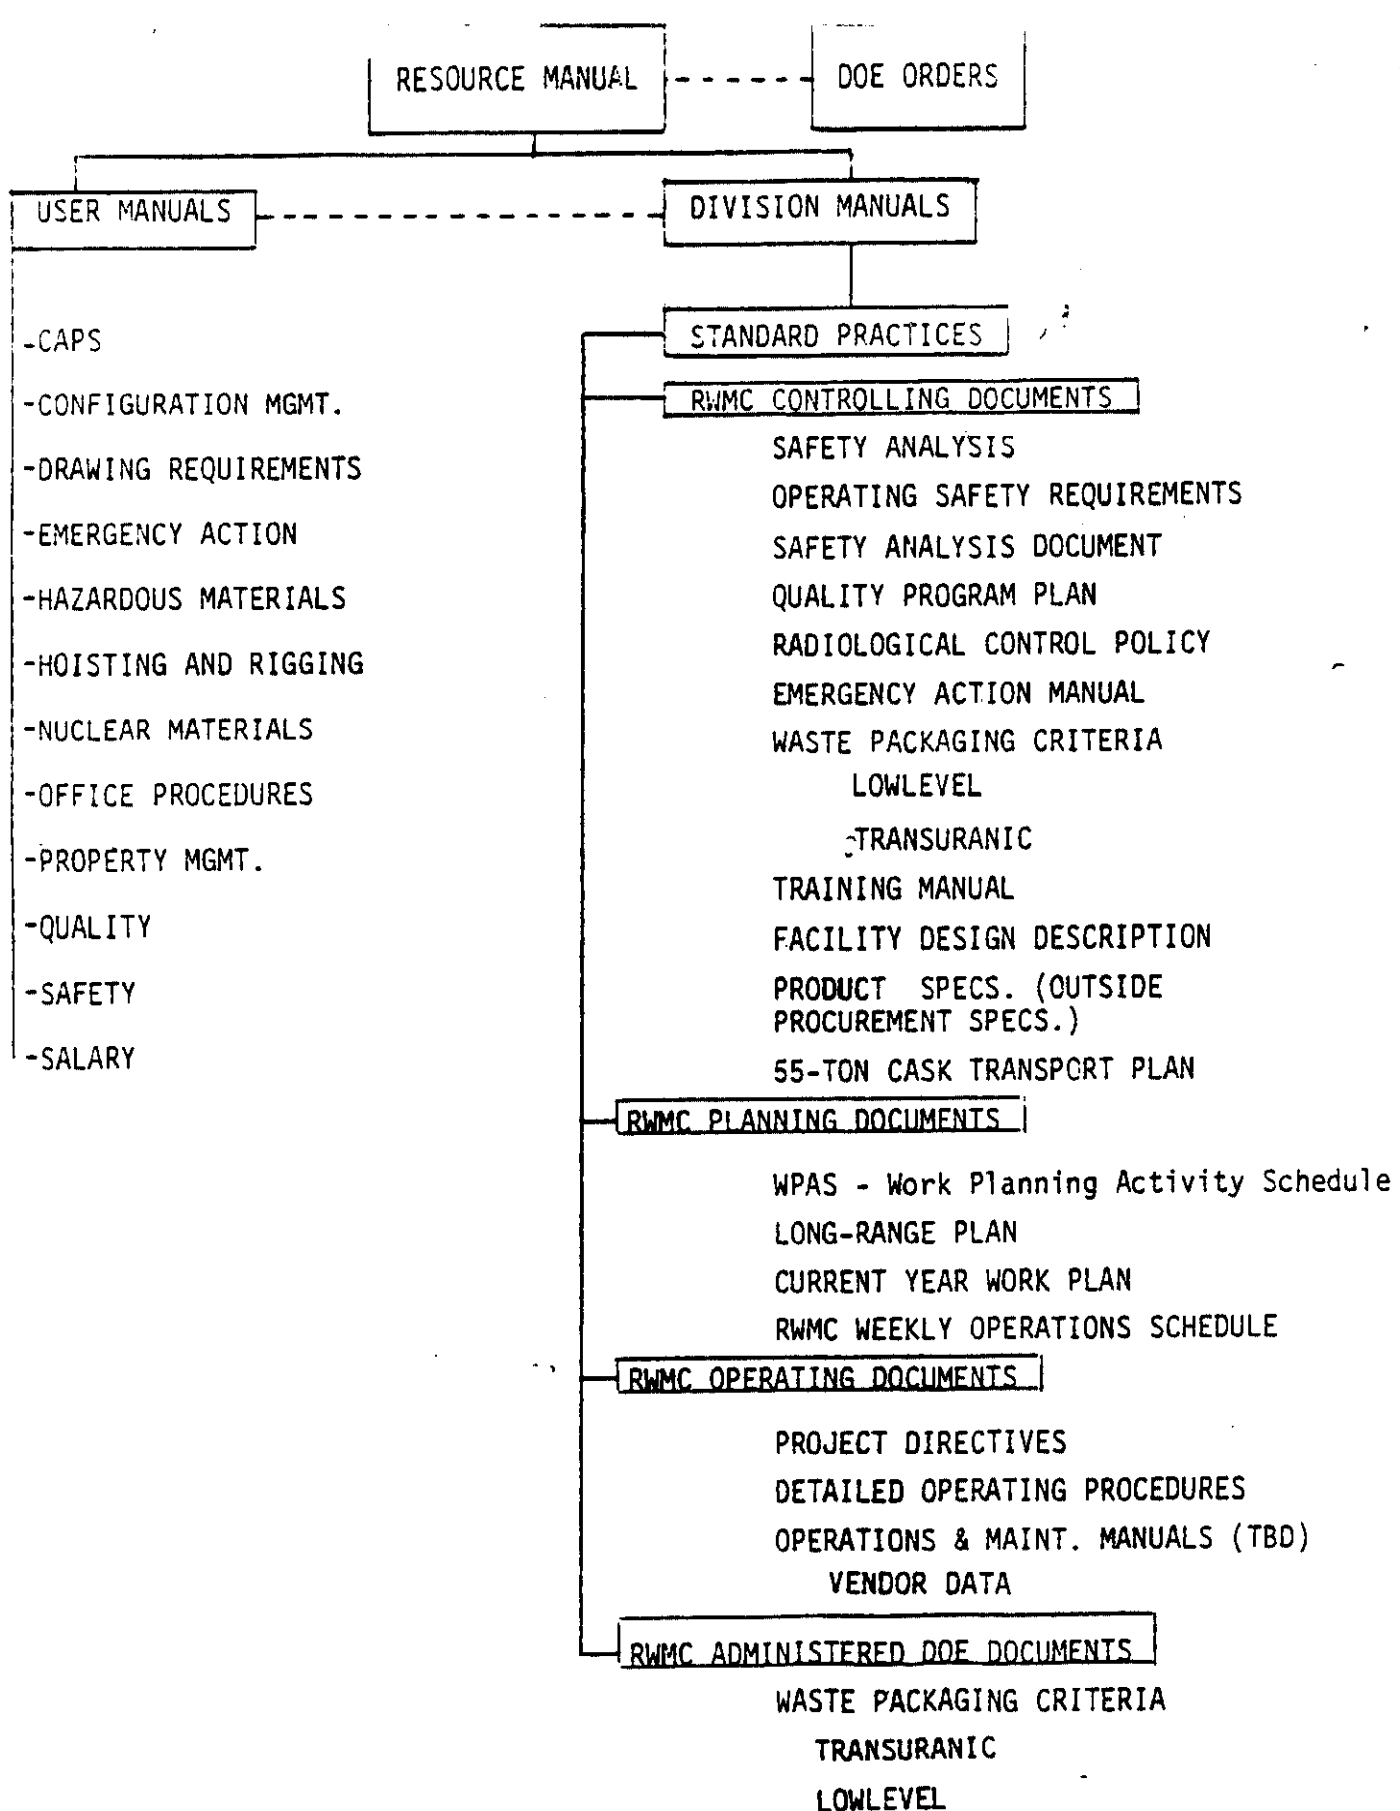 RESOURCE MANUAL
DOE ORDERS
USER MANUALS
DIVISION MANUALS
-CAPS
-CONFIGURATION MGMT.
-DRAWING REQUIREMENTS
-EMERGENCY ACTION
-HAZARDOUS MATERIALS
-HOISTING AND RIGGING
-NUCLEAR MATERIALS
-OFFICE PROCEDURES
-PROPERTY MGMT.
-QUALITY
-SAFETY
-SALARY
STANDARD PRACTICES
RWMC CONTROLLING DOCUMENTS
SAFETY ANALYSIS
OPERATING SAFETY REQUIREMENTS
SAFETY ANALYSIS DOCUMENT
QUALITY PROGRAM PLAN
RADIOLOGICAL CONTROL POLICY
EMERGENCY ACTION MANUAL
WASTE PACKAGING CRITERIA
LOWLEVEL
TRANSURANIC
TRAINING MANUAL
FACILITY DESIGN DESCRIPTION
PRODUCT SPECS. (OUTSIDE
PROCUREMENT SPECS.)
55-TON CASK TRANSPORT PLAN
RWMC PLANNING DOCUMENTS
WPAS - Work Planning Activity Schedule
LONG-RANGE PLAN
CURRENT YEAR WORK PLAN
RWMC WEEKLY OPERATIONS SCHEDULE
RWMC OPERATING DOCUMENTS
PROJECT DIRECTIVES
DETAILED OPERATING PROCEDURES
OPERATIONS & MAINT. MANUALS (TBD)
VENDOR DATA
RWMC ADMINISTERED DOE DOCUMENTS
WASTE PACKAGING CRITERIA
TRANSURANIC
LOWLEVEL